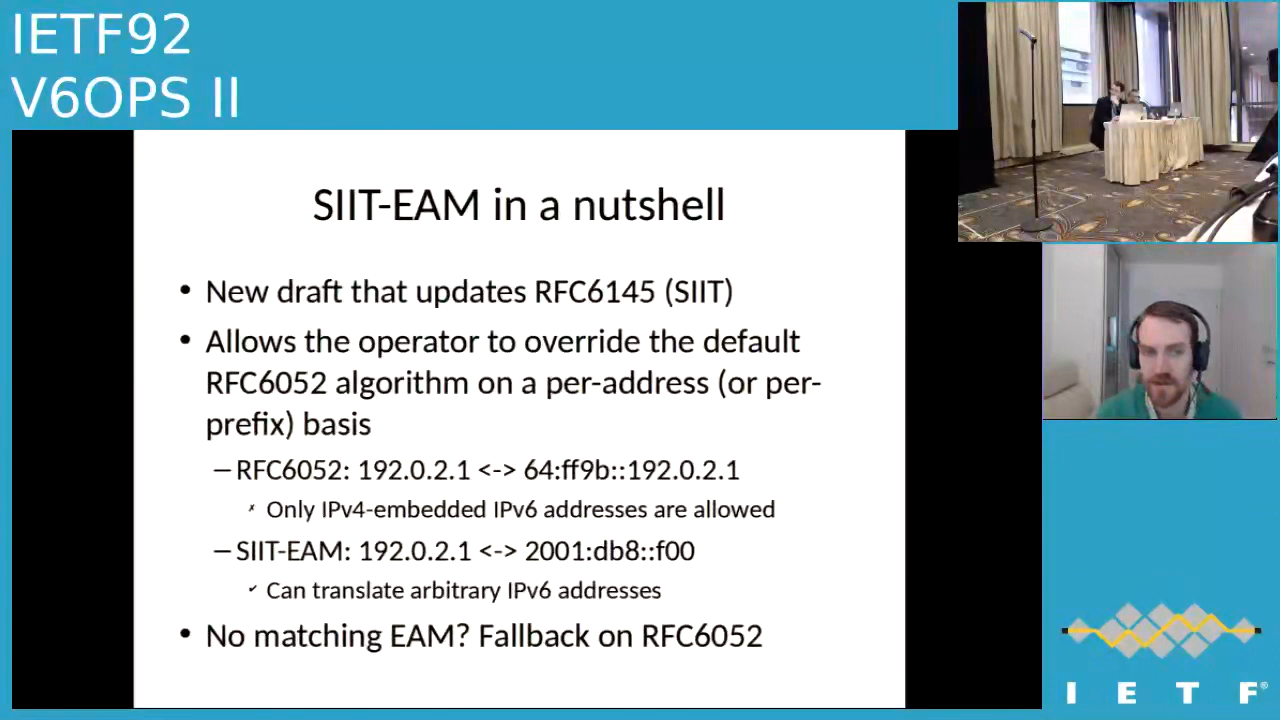 IETF92
V6OPS II
SIIT-EAM in a nutshell
• New draft that updates RFC6145 (SIIT)
• Allows the operator to override the default
RFC6052 algorithm on a per-address (or per-
prefix) basis
– RFC6052: 192.0.2.1 <-> 64:ff9b::192.0.2.1
✗ Only IPv4-embedded IPv6 addresses are allowed
– SIIT-EAM: 192.0.2.1 <-> 2001:db8::f00
✓ Can translate arbitrary IPv6 addresses
• No matching EAM? Fallback on RFC6052
I E T F®